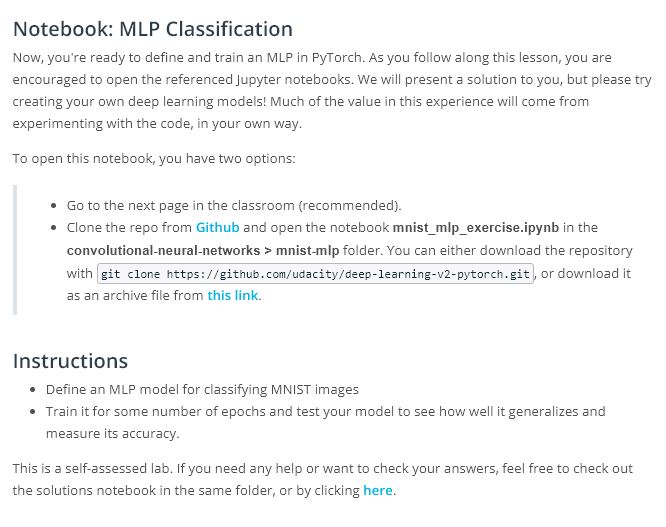 Notebook: MLP Classification
Now, you're ready to define and train an MLP in PyTorch. As you follow along this lesson, you are
encouraged to open the referenced Jupyter notebooks. We will present a solution to you, but please try
creating your own deep learning models! Much of the value in this experience will come from
experimenting with the code, in your own way.
To open this notebook, you have two options:
• Go to the next page in the classroom (recommended).
• Clone the repo from Github and open the notebook mnist_mlp_exercise.ipynb in the
convolutional-neural-networks > mnist-mlp folder. You can either download the repository
with git clone https://github.com/udacity/deep-learning-v2-pytorch.git, or download it
as an archive file from this link.
Instructions
• Define an MLP model for classifying MNIST images
• Train it for some number of epochs and test your model to see how well it generalizes and
measure its accuracy.
This is a self-assessed lab. If you need any help or want to check your answers, feel free to check out
the solutions notebook in the same folder, or by clicking here.